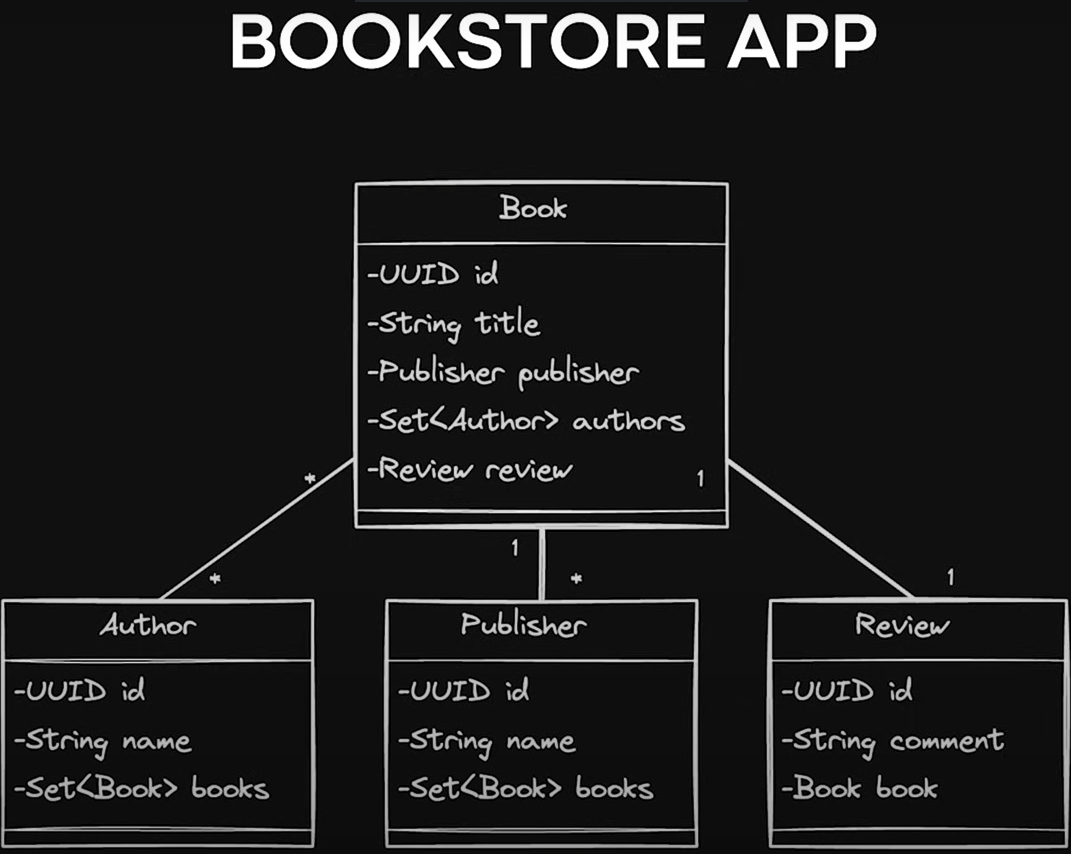 BOOKSTORE APP
Book
-UUID id
-String title
-Publisher publisher
-Set<Author> authors
-Review review
1
*
*
1
*
1
Author
-UUID id
-String name
-Set<Book> books
Publisher
-UUID id
-String name
-Set<Book> books
Review
-UUID id
-String comment
-Book book